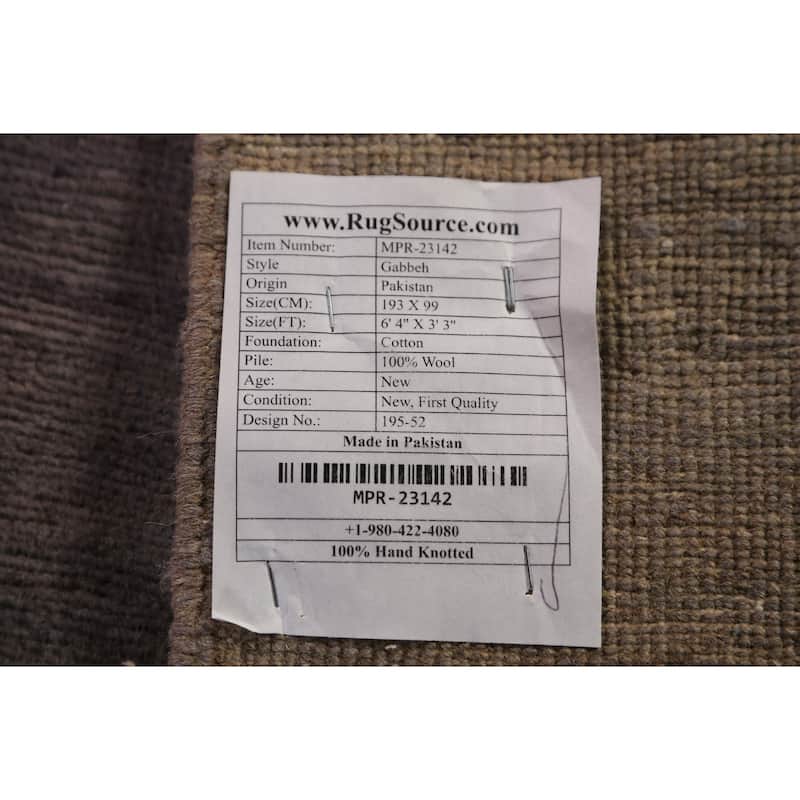 www.RugSource.com
Item Number: MPR-23142
Style Gabbeh
Origin Pakistan
Size(CM): 193 X 99
Size(FT): 6' 4" X 3' 3"
Foundation: Cotton
Pile: 100% Wool
Age: New
Condition: New, First Quality
Design No.: 195-52
Made in Pakistan
MPR-23142
+1-980-422-4080
100% Hand Knotted